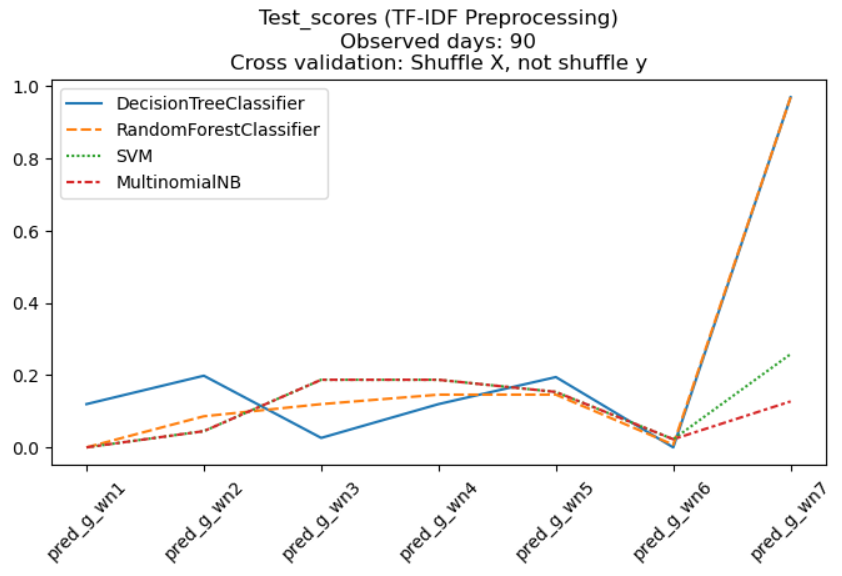 Test_scores (TF-IDF Preprocessing)
Observed days: 90
Cross validation: Shuffle X, not shuffle y
1.0
0.8
0.6
0.4
0.2
0.0
DecisionTreeClassifier
RandomForestClassifier
SVM
MultinomialNB
pred_g_wn1
pred_g_wn2
pred_g_wn3
pred_g_wn4
pred_g_wn5
pred_g_wn6
pred_g_wn7